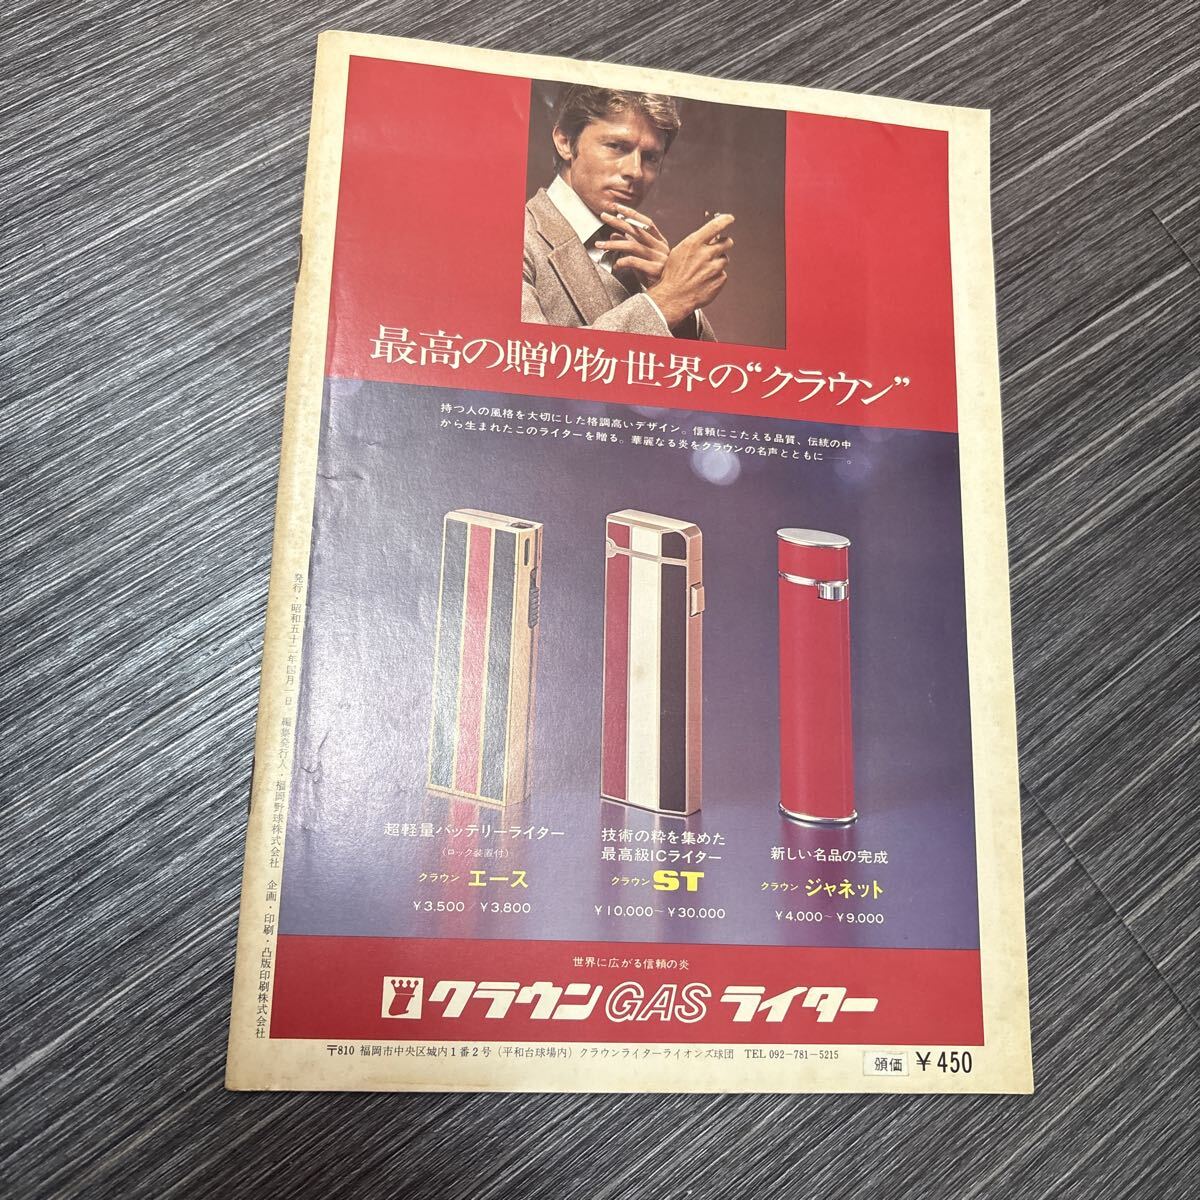 最高の贈り物世界の“クラウン”
持つ人の風格を大切にした格調高いデザイン。信頼にこたえる品質、伝統の中
から生まれたこのライターを贈る。華麗なる炎をクラウンの名声とともに──。
超軽量バッテリーライター
(ロック装置付)
クラウン エース
¥3,500/¥3,800
技術の粋を集めた
最高級ICライター
クラウン ST
¥10,000~¥30,000
新しい名品の完成
クラウン ジャネット
¥4,000~¥9,000
世界に広がる信頼の炎
クラウンGASライター
〒810 福岡市中央区城内1番2号(平和台球場内)クラウンライターライオンズ球団 TEL 092-781-5215
頒価 ¥450
発行・昭和五十二年四月一日 編集発行人・福岡野球株式会社 企画・印刷・凸版印刷株式会社